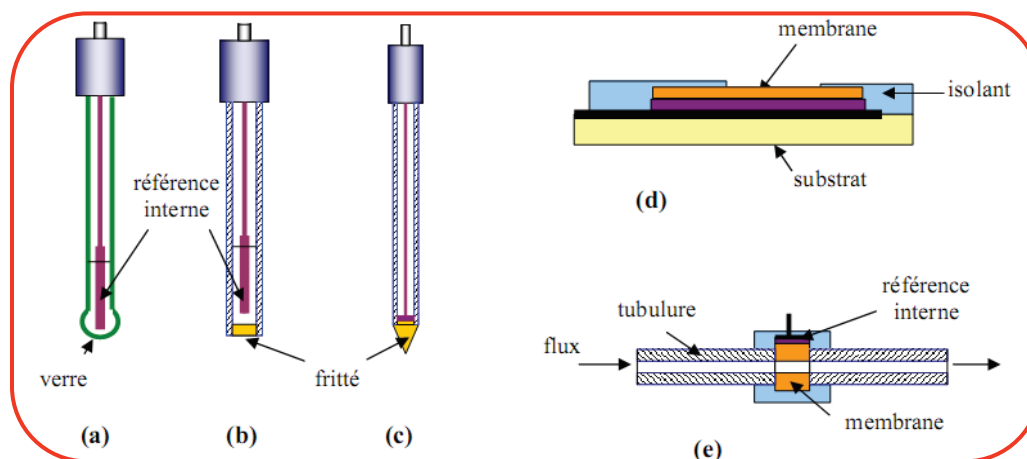 référence
interne
verre
fritté
(a)
(b)
(c)
membrane
isolant
substrat
(d)
référence
interne
tubulure
flux
membrane
(e)